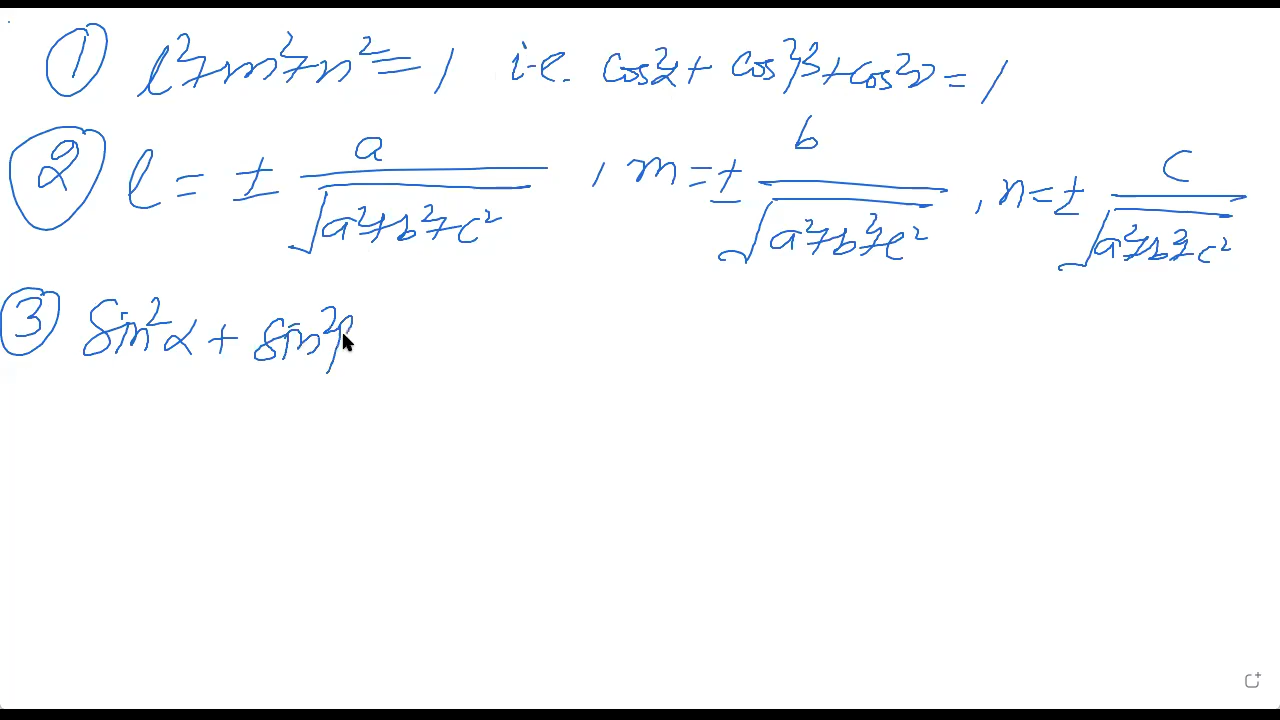 ① l²+m²+n² = 1 i.e. cos²α + cos²β + cos²γ = 1
② l = ± a/√(a²+b²+c²) , m = ± b/√(a²+b²+c²) , n = ± c/√(a²+b²+c²)
③ Sin²α + Sin²β